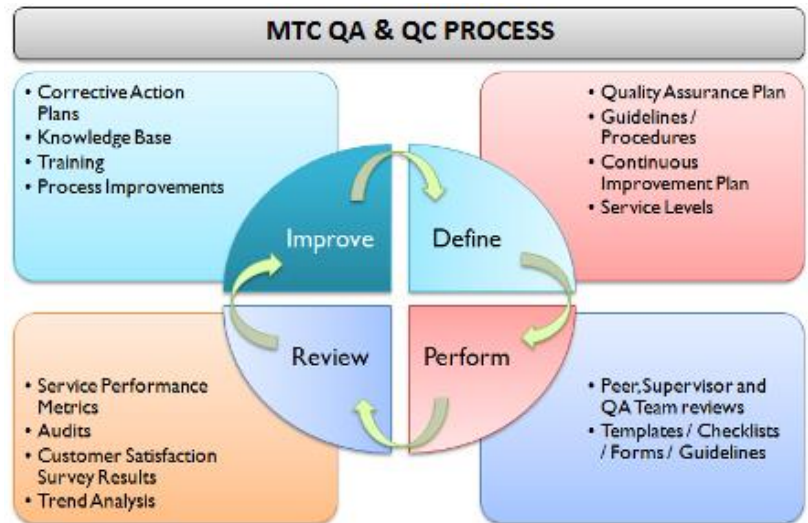 MTC QA & QC PROCESS
• Corrective Action
Plans
• Knowledge Base
• Training
• Process Improvements
• Quality Assurance Plan
• Guidelines /
Procedures
• Continuous
Improvement Plan
• Service Levels
Improve
Define
Review
Perform
• Service Performance
Metrics
• Audits
• Customer Satisfaction
Survey Results
• Trend Analysis
• Peer, Supervisor and
QA Team reviews
• Templates / Checklists
/ Forms / Guidelines